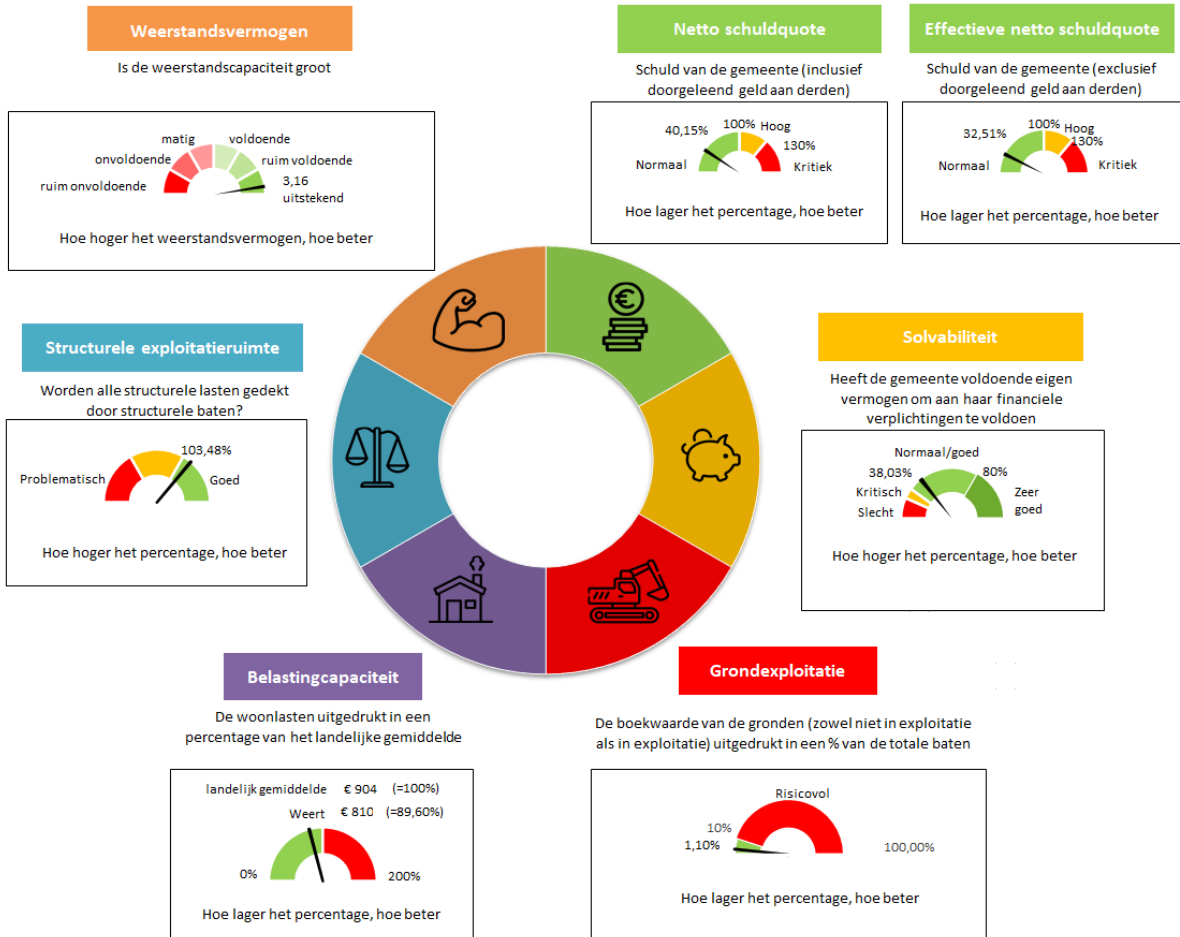 Weerstandsvermogen
Is de weerstandscapaciteit groot
matig
voldoende
onvoldoende
ruim voldoende
ruim onvoldoende
3,16
uitstekend
Hoe hoger het weerstandsvermogen, hoe beter
Netto schuldquote
Schuld van de gemeente (inclusief
doorgeleend geld aan derden)
40,15%
100%
Hoog
130%
Normaal
Kritiek
Hoe lager het percentage, hoe beter
Effectieve netto schuldquote
Schuld van de gemeente (exclusief
doorgeleend geld aan derden)
32,51%
100%
Hoog
130%
Normaal
Kritiek
Hoe lager het percentage, hoe beter
Structurele exploitatieruimte
Worden alle structurele lasten gedekt
door structurele baten?
103,48%
Problematisch
Goed
Hoe hoger het percentage, hoe beter
Solvabiliteit
Heeft de gemeente voldoende eigen
vermogen om aan haar financiele
verplichtingen te voldoen
Normaal/goed
38,03%
80%
Kritisch
Zeer
goed
Slecht
Hoe hoger het percentage, hoe beter
Belastingcapaciteit
De woonlasten uitgedrukt in een
percentage van het landelijke gemiddelde
landelijk gemiddelde € 904 (=100%)
Weert € 810 (=89,60%)
0%
200%
Hoe lager het percentage, hoe beter
Grondexploitatie
De boekwaarde van de gronden (zowel niet in exploitatie
als in exploitatie) uitgedrukt in een % van de totale baten
Risicovol
10%
1,10%
100,00%
Hoe lager het percentage, hoe beter
€